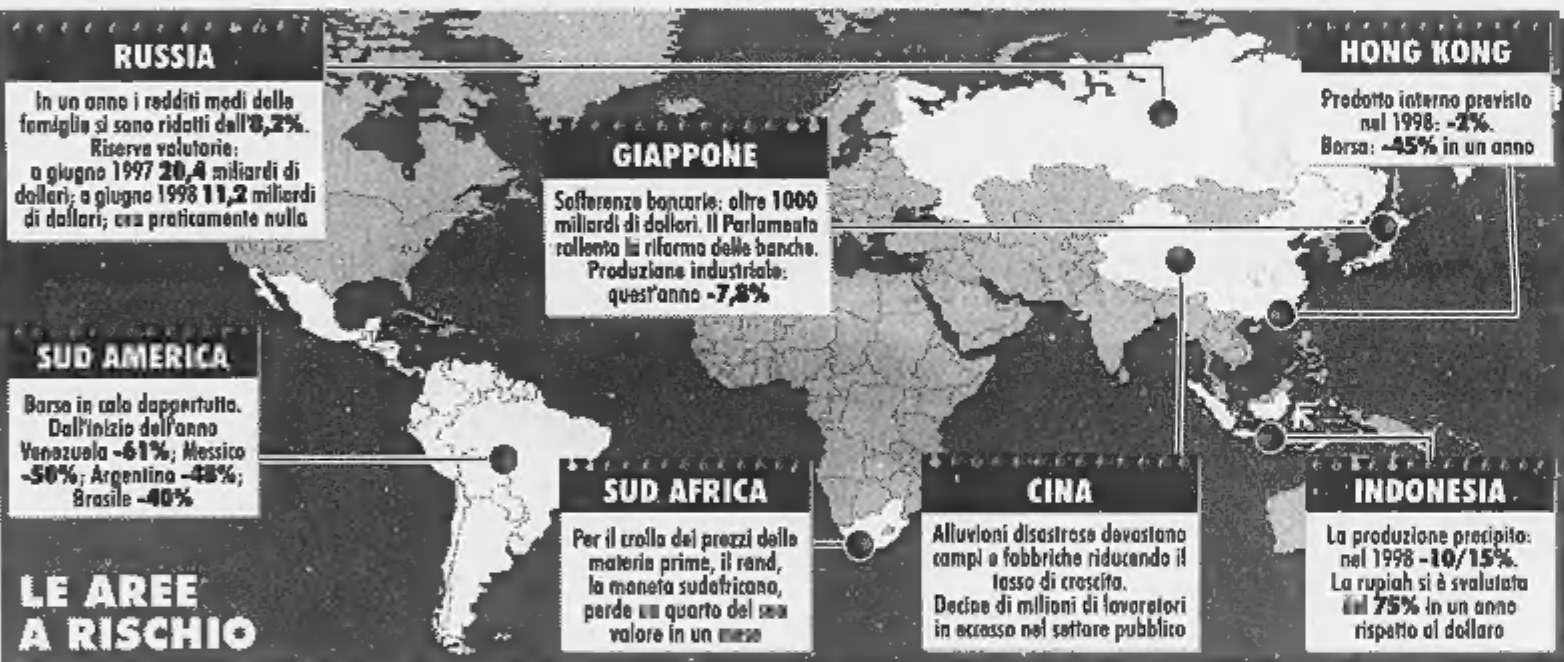 RUSSIA
In un anno i redditi medi delle
famiglie si sono ridotti dell'8,2%.
Riserve valutarie:
a giugno 1997 20,4 miliardi di
dollari; a giugno 1998 11,2 miliardi
di dollari; ora praticamente nulla
GIAPPONE
Sofferenze bancarie: oltre 1000
miliardi di dollari. Il Parlamento
rallenta la riforma delle banche.
Produzione industriale:
quest'anno -7,8%
HONG KONG
Prodotto interno previsto
nel 1998: -2%.
Borsa: -45% in un anno
SUD AMERICA
Borse in calo dappertutto.
Dall'inizio dell'anno
Venezuela -61%; Messico
-50%; Argentina -48%;
Brasile -40%
SUD AFRICA
Per il crollo dei prezzi delle
materie prime, il rand,
la moneta sudafricana,
perde un quarto del suo
valore in un mese
CINA
Alluvioni disastrose devastano
campi e fabbriche riducendo il
tasso di crescita.
Decine di milioni di lavoratori
in eccesso nel settore pubblico
INDONESIA
La produzione precipita:
nel 1998 -10/15%.
La rupiah si è svalutata
del 75% in un anno
rispetto al dollaro
LE AREE
A RISCHIO